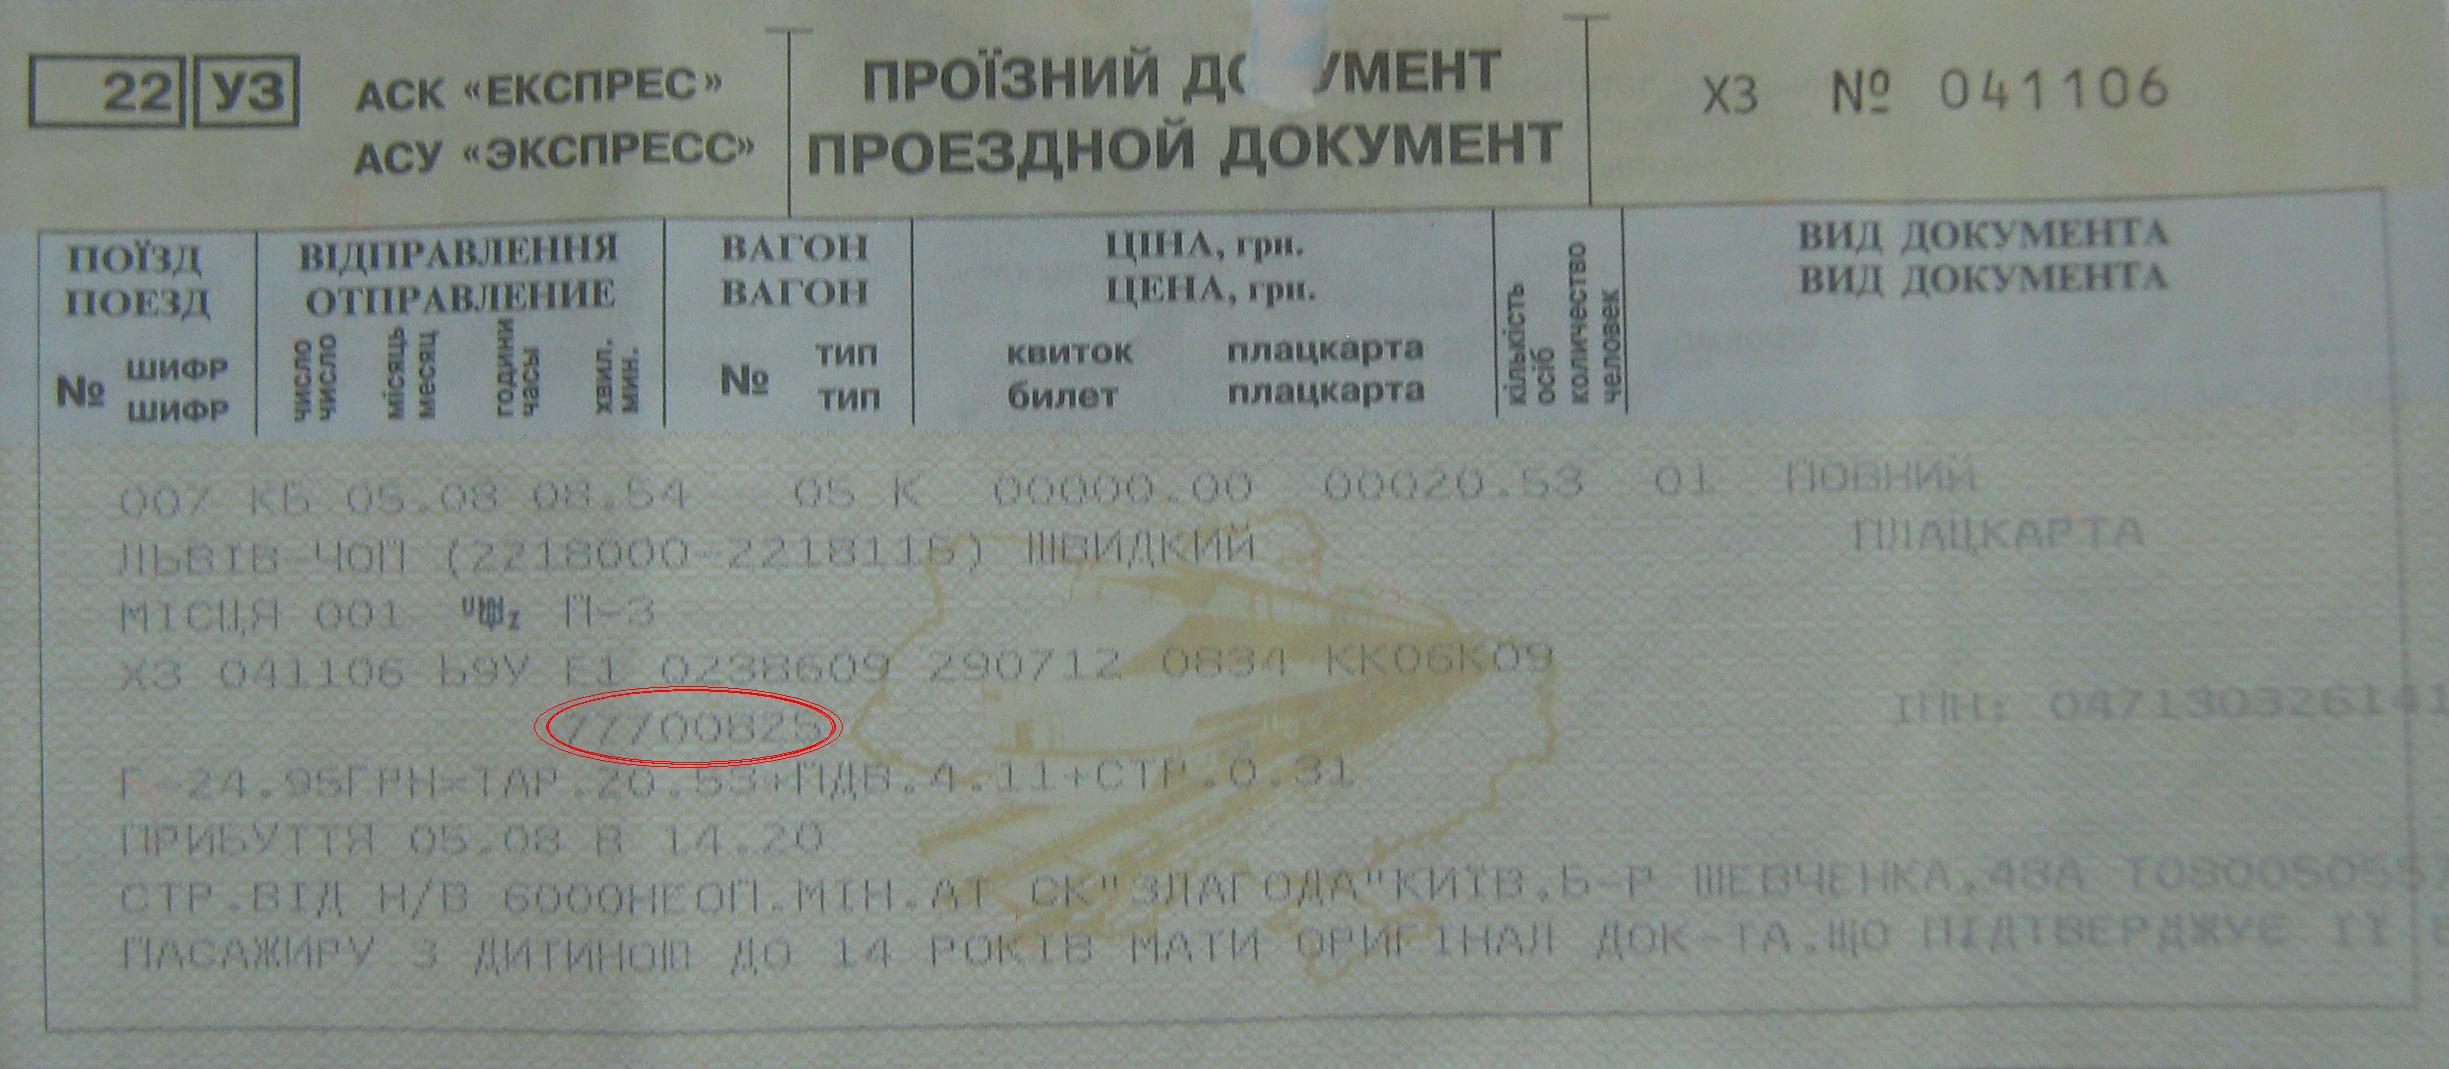 22 УЗ АСК «ЕКСПРЕС» ПРОЇЗНИЙ ДО УМЕНТ ХЗ № 041106
АСУ «ЭКСПРЕСС» ПРОЕЗДНОЙ ДОКУМЕНТ
ПОЇЗД ВІДПРАВЛЕННЯ ВАГОН ЦІНА, грн. ВИД ДОКУМЕНТА
ПОЕЗД ОТПРАВЛЕНИЕ ВАГОН ЦЕНА, грн. ВИД ДОКУМЕНТА
№ шифр число місяць години хвил. № тип квиток плацкарта кількість осіб
шифр число месяц часы мин. тип билет плацкарта количество человек
007 КБ 05.08 08.54 05 К 00000.00 00020.53 01 ПОВНИЙ
ЛЬВІВ-ЧОП (2218000-2218115) ШВИДКИЙ ПЛАЦКАРТА
МІСЦЯ 001 П-3
ХЗ 041106 Ь9У Е1 0238609 290712 0834 КК06К09
77700825 ІПН: 047130326141
Г-24.95ГРН=ТАР.20.53+ПДВ.4.11+СТР.0.31
ПРИБУТТЯ 05.08 В 14.20
СТР.ВІД Н/В 6000НЕОП.МІН.АТ СК"ЗЛАГОДА"КИЇВ.Б-Р ШЕВЧЕНКА,48А Т08005055
ПАСАЖИРУ З ДИТИНОЮ ДО 14 РОКІВ МАТИ ОРИГІНАЛ ДОК-ТА.ЩО ПІДТВЕРДЖУЄ ЇЇ В